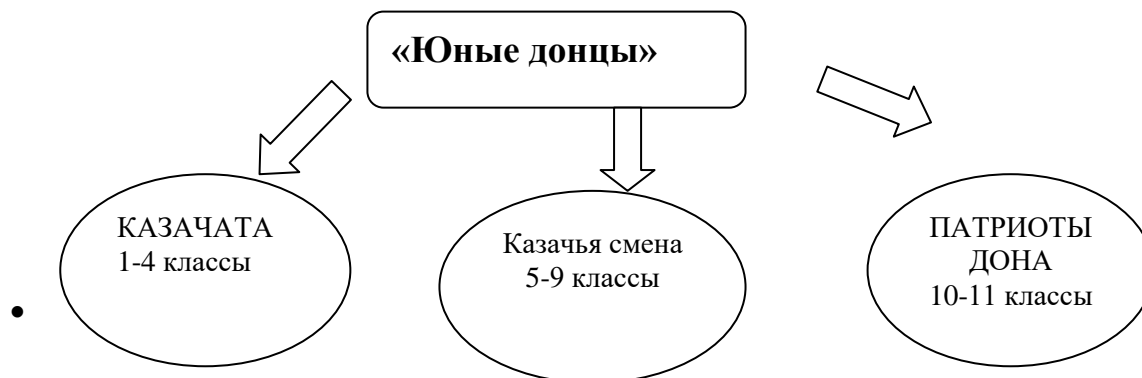 «Юные донцы»
КАЗАЧАТА
1-4 классы
Казачья смена
5-9 классы
ПАТРИОТЫ
ДОНА
10-11 классы